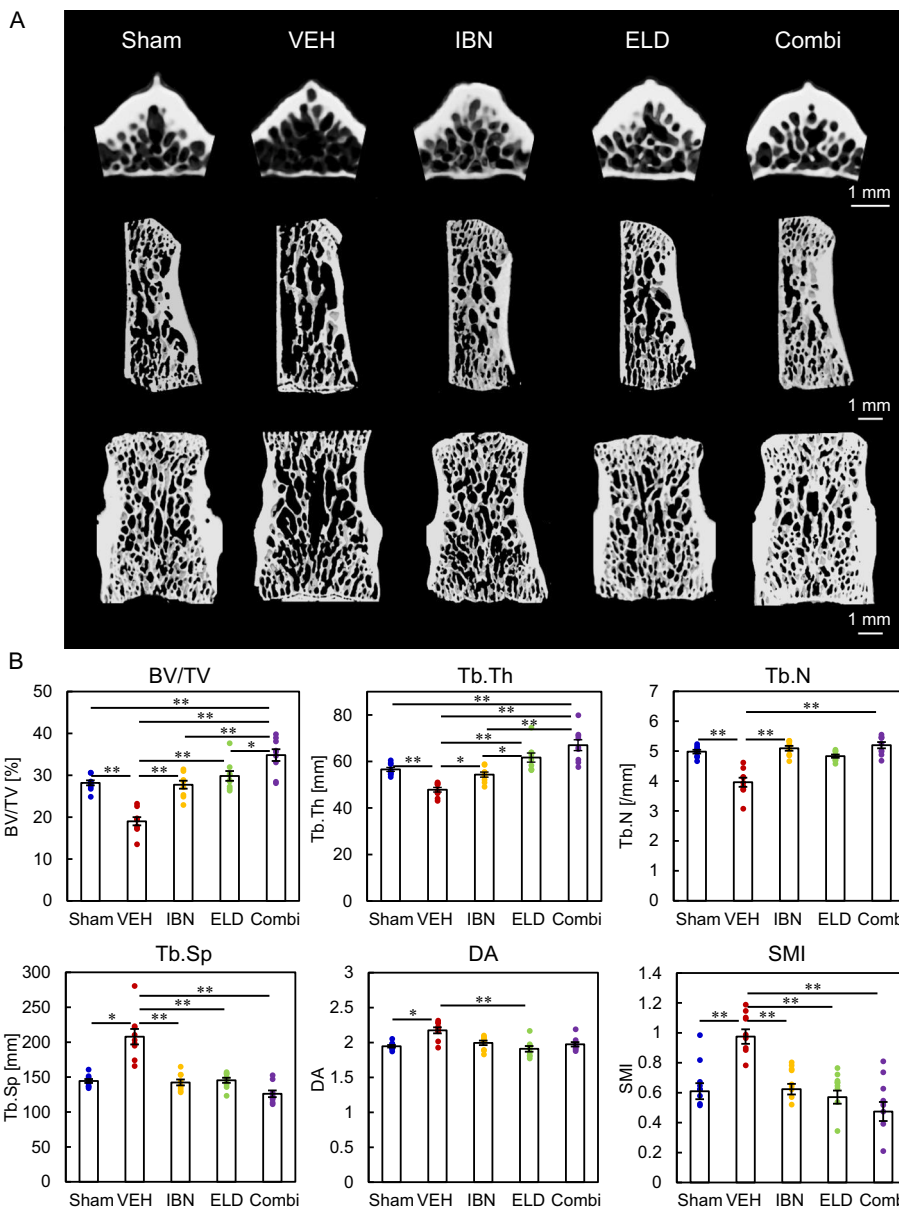 A
Sham VEH IBN ELD Combi
1 mm
1 mm
1 mm
B
BV/TV Tb.Th Tb.N
BV/TV [%]
50
40
30
20
10
0
** ** ** ** ** ** ** *
Sham VEH IBN ELD Combi
Tb.Th [mm]
80
60
40
20
0
** ** ** ** ** * *
Sham VEH IBN ELD Combi
Tb.N [/mm]
7
6
5
4
3
2
1
0
** ** **
Sham VEH IBN ELD Combi
Tb.Sp DA SMI
Tb.Sp [mm]
300
250
200
150
100
50
0
** ** * **
Sham VEH IBN ELD Combi
DA
3
2.5
2
1.5
1
0.5
0
* **
Sham VEH IBN ELD Combi
SMI
1.4
1.2
1
0.8
0.6
0.4
0.2
0
** ** ** **
Sham VEH IBN ELD Combi